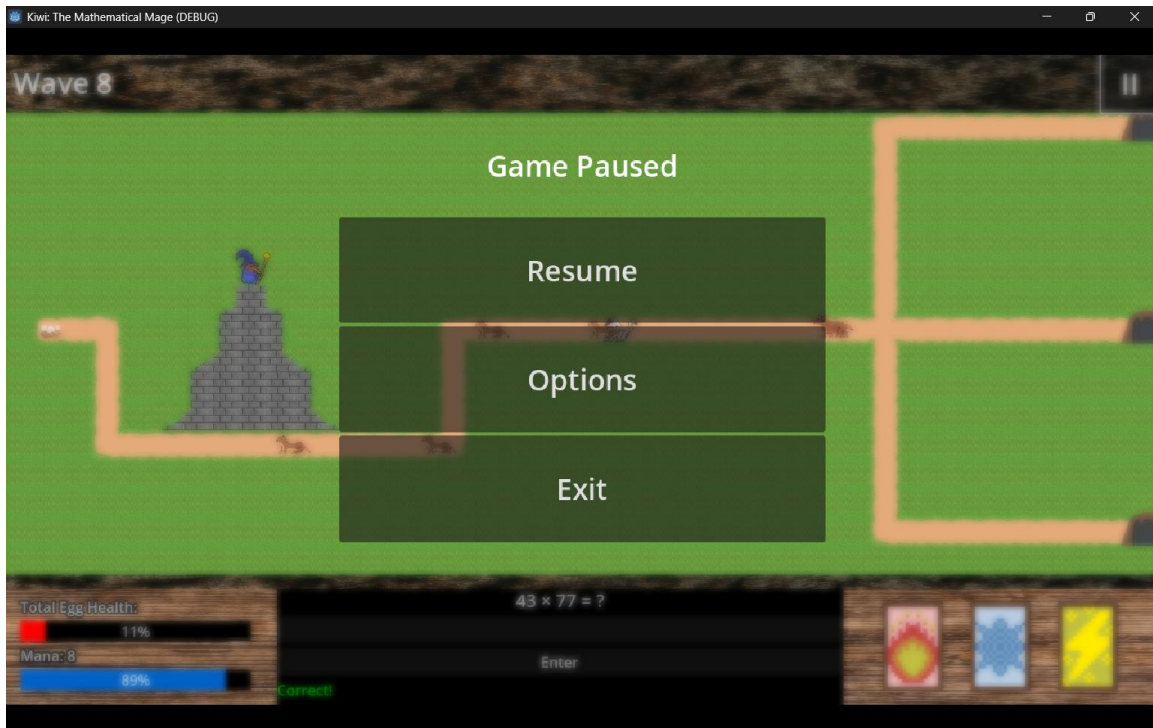 Kiwi: The Mathematical Mage (DEBUG)
Wave 8
Game Paused
Resume
Options
Exit
43 × 77 = ?
Total Egg Health:
11%
Mana: 8
89%
Enter
Correct!